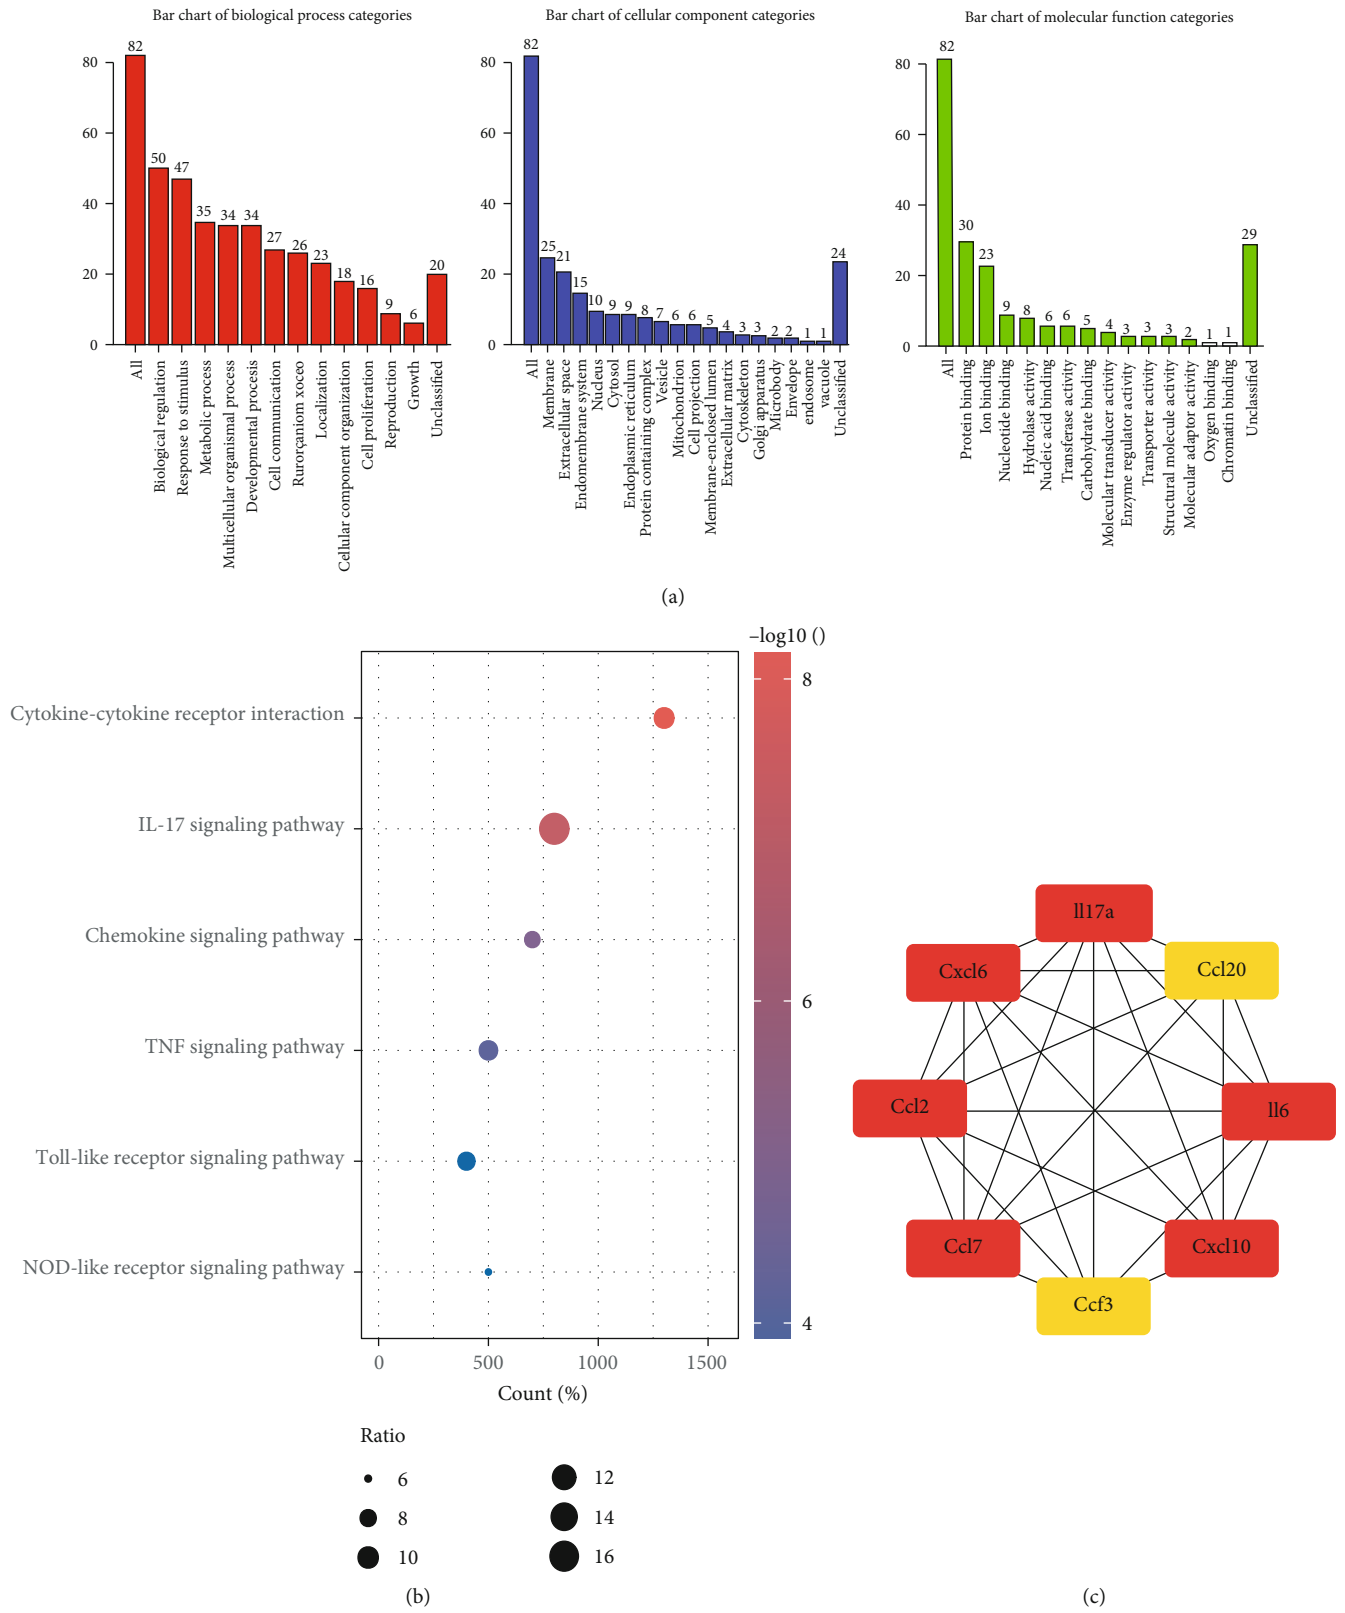 Bar chart of biological process categories
80
60
40
20
0
82
50
47
35
34
34
27
26
23
18
16
9
6
20
All
Biological regulation
Response to stimulus
Metabolic process
Multicellular organismal process
Developmental procesis
Cell communication
Rurorçaniom xoceo
Localization
Cellular component organization
Cell proliferation
Reproduction
Growth
Unclassified
Bar chart of cellular component categories
80
60
40
20
0
82
25
21
15
10
9
9
8
7
6
6
5
4
3
3
2
2
1
1
24
All
Membrane
Extracellular space
Endomembrane system
Nucleus
Cytosol
Endoplasmic reticulum
Protein containing complex
Vesicle
Mitochondrion
Cell projection
Membrane-enclosed lumen
Extracellular matrix
Cytoskeleton
Golgi apparatus
Microbody
Envelope
endosome
vacuole
Unclassified
Bar chart of molecular function categories
80
60
40
20
0
82
30
23
9
8
6
6
5
4
3
3
3
2
1
1
29
All
Protein binding
Ion binding
Nucleotide binding
Hydrolase activity
Nucleic acid binding
Transferase activity
Carbohydrate binding
Molecular transducer activity
Enzyme regulator activity
Transporter activity
Structural molecule activity
Molecular adaptor activity
Oxygen binding
Chromatin binding
Unclassified
(a)
–log10 ()
8
6
4
Cytokine-cytokine receptor interaction
IL-17 signaling pathway
Chemokine signaling pathway
TNF signaling pathway
Toll-like receptor signaling pathway
NOD-like receptor signaling pathway
0
500
1000
1500
Count (%)
Ratio
6
8
10
12
14
16
(b)
ll17a
Cxcl6
Ccl20
Ccl2
ll6
Ccl7
Cxcl10
Ccf3
(c)